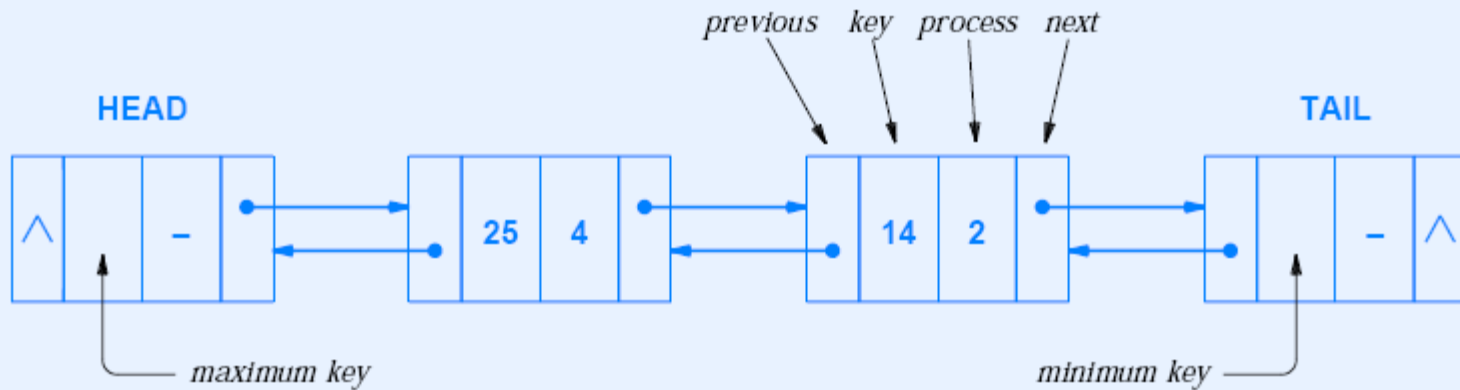 previous key process next
HEAD
TAIL
^ – 25 4 14 2 – ^
maximum key
minimum key